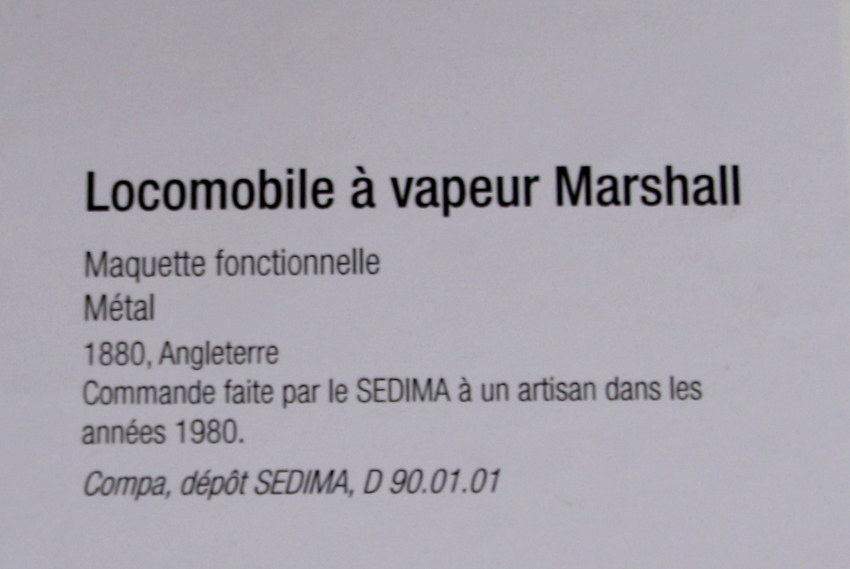 Locomobile à vapeur Marshall
Maquette fonctionnelle
Métal
1880, Angleterre
Commande faite par le SEDIMA à un artisan dans les
années 1980.
Compa, dépôt SEDIMA, D 90.01.01